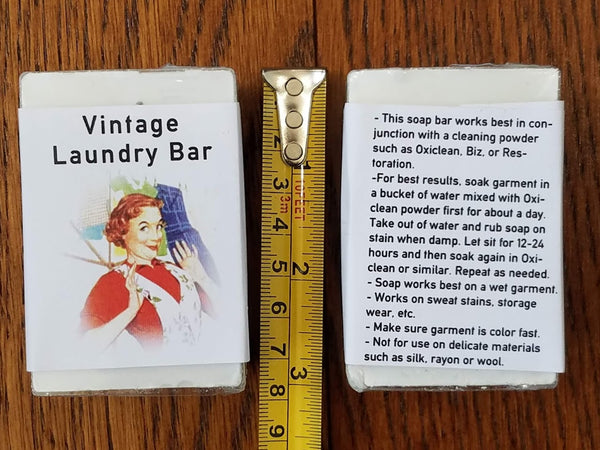 Vintage
Laundry Bar
2
1
3
3m
10FEET
4
2
5
6
7
3
8
9
- This soap bar works best in con-
junction with a cleaning powder
such as Oxiclean, Biz, or Res-
toration.
-For best results, soak garment in
a bucket of water mixed with Oxi-
clean powder first for about a day.
Take out of water and rub soap on
stain when damp. Let sit for 12-24
hours and then soak again in Oxi-
clean or similar. Repeat as needed.
- Soap works best on a wet garment.
- Works on sweat stains, storage
wear, etc.
- Make sure garment is color fast.
- Not for use on delicate materials
such as silk, rayon or wool.